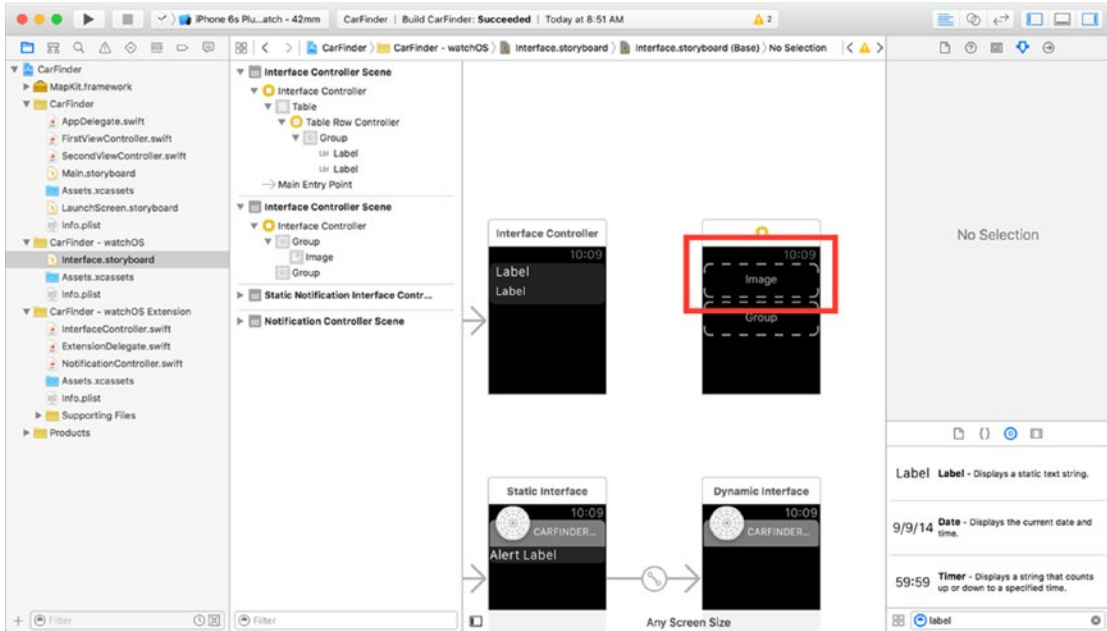 iPhone 6s Plu...atch - 42mm
CarFinder | Build CarFinder: Succeeded | Today at 8:51 AM
2
CarFinder
CarFinder - watchOS
Interface.storyboard
Interface.storyboard (Base)
No Selection
CarFinder
MapKit.framework
CarFinder
AppDelegate.swift
FirstViewController.swift
SecondViewController.swift
Main.storyboard
Assets.xcassets
LaunchScreen.storyboard
Info.plist
CarFinder - watchOS
Interface.storyboard
Assets.xcassets
Info.plist
CarFinder - watchOS Extension
InterfaceController.swift
ExtensionDelegate.swift
NotificationController.swift
Assets.xcassets
Info.plist
Supporting Files
Products
Filter
Interface Controller Scene
Interface Controller
Table
Table Row Controller
Group
Label
Label
Main Entry Point
Interface Controller Scene
Interface Controller
Group
Image
Group
Static Notification Interface Contr...
Notification Controller Scene
Filter
Interface Controller
10:09
Label
Label
10:09
Image
Group
Static Interface
10:09
CARFINDER...
Alert Label
Dynamic Interface
10:09
CARFINDER...
Any Screen Size
No Selection
{}
Label Label - Displays a static text string.
9/9/14 Date - Displays the current date and
time.
59:59 Timer - Displays a string that counts
up or down to a specified time.
label